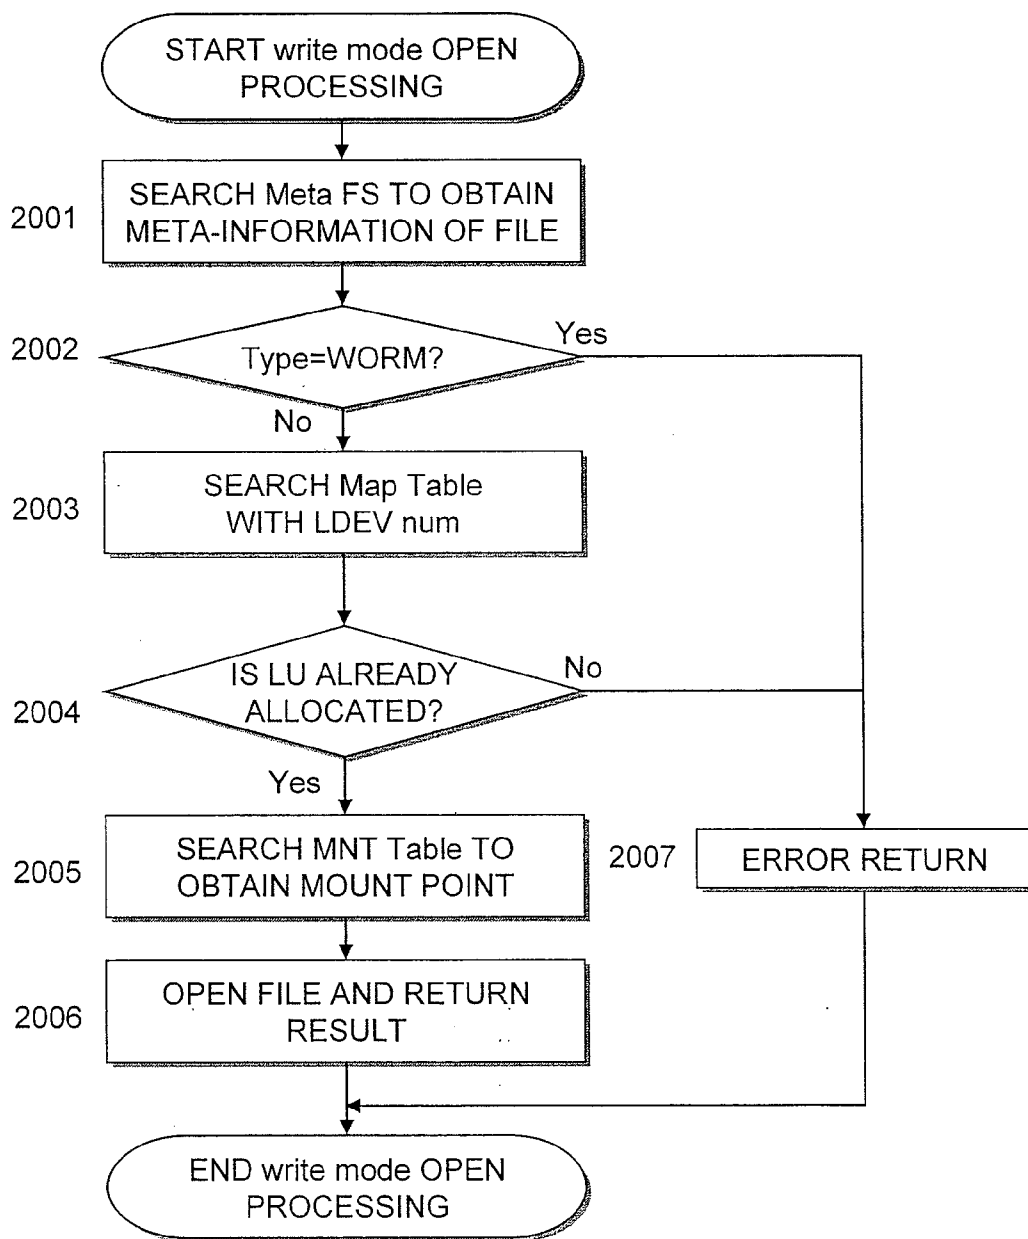 START write mode OPEN
PROCESSING
2001
SEARCH Meta FS TO OBTAIN
META-INFORMATION OF FILE
2002
Type=WORM?
Yes
No
2003
SEARCH Map Table
WITH LDEV num
2004
IS LU ALREADY
ALLOCATED?
No
Yes
2005
SEARCH MNT Table TO
OBTAIN MOUNT POINT
2007
ERROR RETURN
2006
OPEN FILE AND RETURN
RESULT
END write mode OPEN
PROCESSING